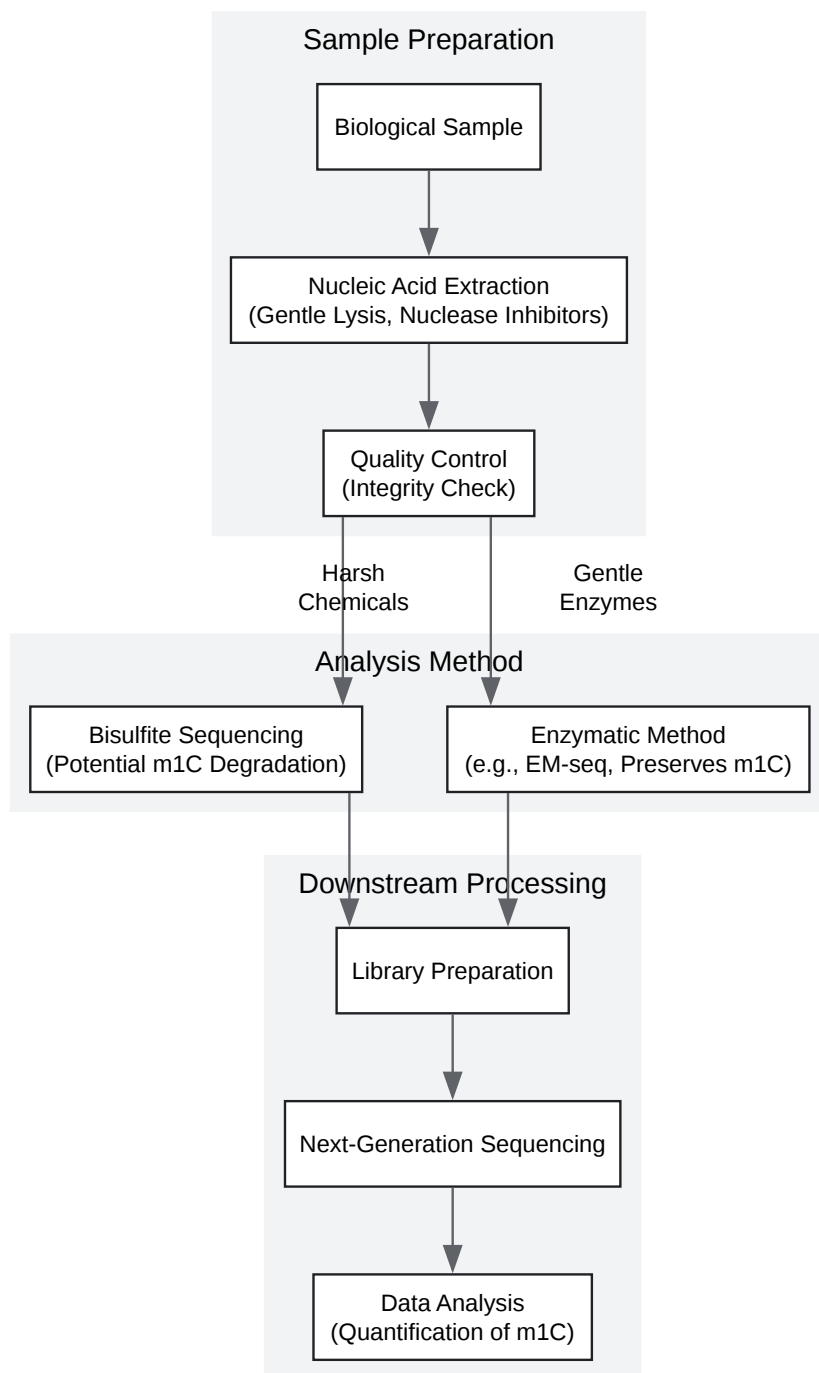 Sample Preparation
Biological Sample
Nucleic Acid Extraction
(Gentle Lysis, Nuclease Inhibitors)
Quality Control
(Integrity Check)
Harsh
Chemicals
Gentle
Enzymes
Analysis Method
Bisulfite Sequencing
(Potential m1C Degradation)
Enzymatic Method
(e.g., EM-seq, Preserves m1C)
Downstream Processing
Library Preparation
Next-Generation Sequencing
Data Analysis
(Quantification of m1C)